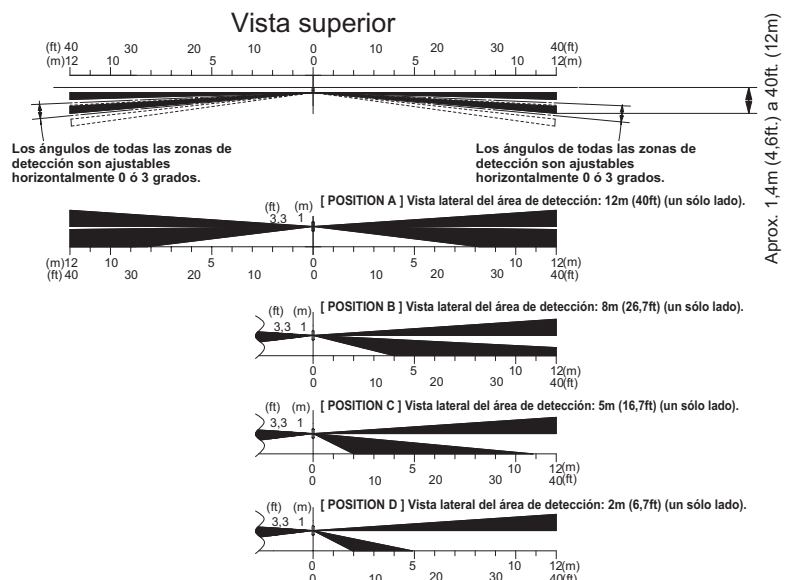 Vista superior
(ft) 40 30 20 10 0 10 20 30 40(ft)
(m)12 10 5 0 5 10 12(m)
Aprox. 1,4m (4,6ft.) a 40ft. (12m)
Los ángulos de todas las zonas de
detección son ajustables
horizontalmente 0 ó 3 grados.
Los ángulos de todas las zonas de
detección son ajustables
horizontalmente 0 ó 3 grados.
[ POSITION A ] Vista lateral del área de detección: 12m (40ft) (un sólo lado).
(ft) (m)
3,3 1
(m)12 10 5 0 5 10 12(m)
(ft) 40 30 20 10 0 10 20 30 40(ft)
[ POSITION B ] Vista lateral del área de detección: 8m (26,7ft) (un sólo lado).
(ft) (m)
3,3 1
0 5 10 12(m)
0 10 20 30 40(ft)
[ POSITION C ] Vista lateral del área de detección: 5m (16,7ft) (un sólo lado).
(ft) (m)
3,3 1
0 5 10 12(m)
0 10 20 30 40(ft)
[ POSITION D ] Vista lateral del área de detección: 2m (6,7ft) (un sólo lado).
(ft) (m)
3,3 1
0 5 10 12(m)
0 10 20 30 40(ft)